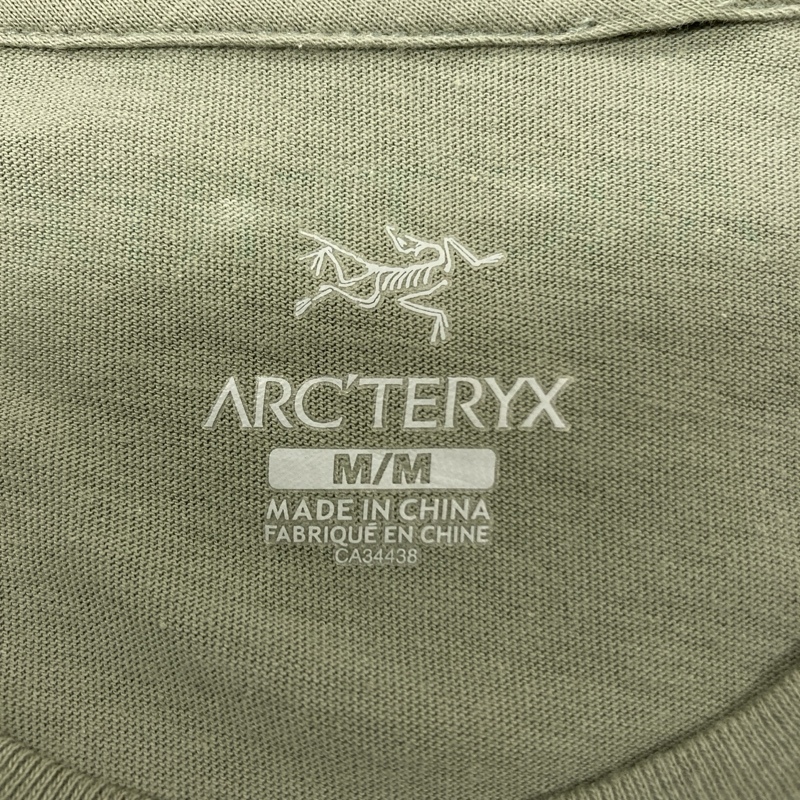 ARC'TERYX
M/M
MADE IN CHINA
FABRIQUÉ EN CHINE
CA34438